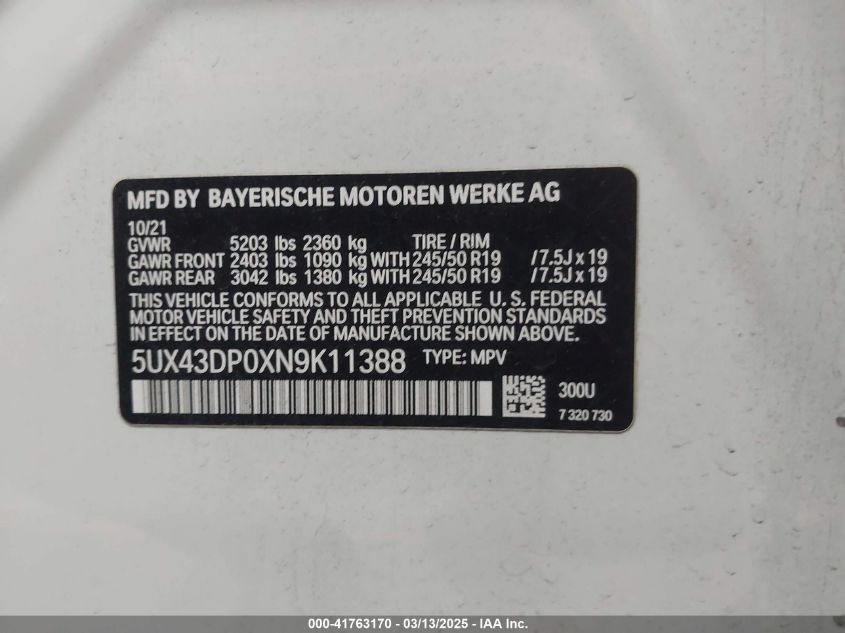 MFD BY BAYERISCHE MOTOREN WERKE AG
10/21
GVWR 5203 lbs 2360 kg TIRE / RIM
GAWR FRONT 2403 lbs 1090 kg WITH 245/50 R19 /7.5J x 19
GAWR REAR 3042 lbs 1380 kg WITH 245/50 R19 /7.5J x 19
THIS VEHICLE CONFORMS TO ALL APPLICABLE U. S. FEDERAL
MOTOR VEHICLE SAFETY AND THEFT PREVENTION STANDARDS
IN EFFECT ON THE DATE OF MANUFACTURE SHOWN ABOVE.
5UX43DP0XN9K11388 TYPE: MPV
300U
7 320 730
000-41763170 - 03/13/2025 - IAA Inc.